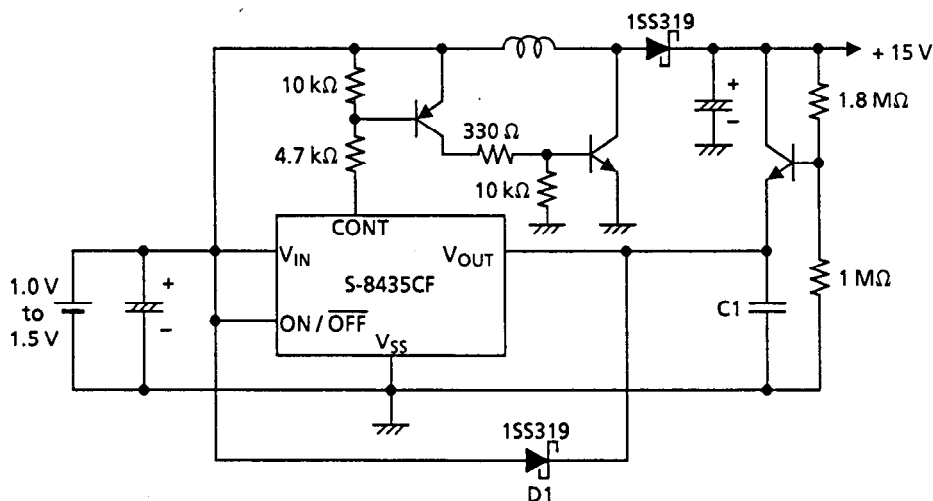 1SS319
+ 15 V
10 kΩ
4.7 kΩ
330 Ω
10 kΩ
+
−
1.8 MΩ
CONT
V_IN
V_OUT
S-8435CF
ON / O̅F̅F̅
V_SS
1.0 V
to
1.5 V
+
−
C1
1 MΩ
1SS319
D1